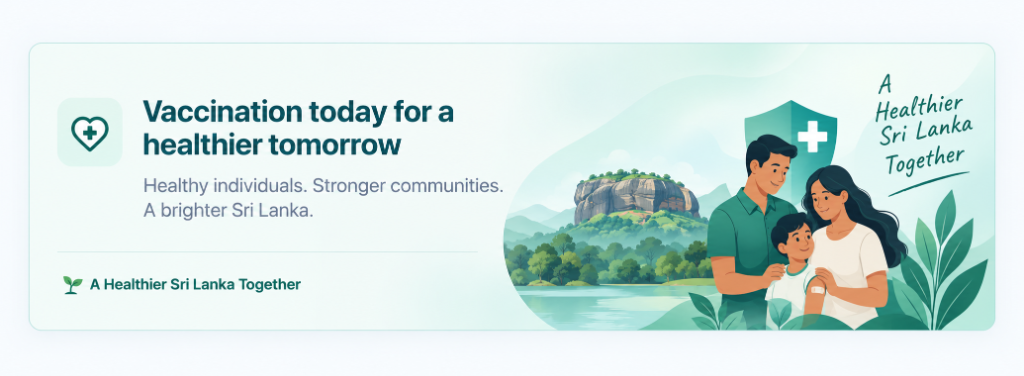 Vaccination today for a
healthier tomorrow
Healthy individuals. Stronger communities.
A brighter Sri Lanka.
A Healthier Sri Lanka Together
A
Healthier
Sri Lanka
Together